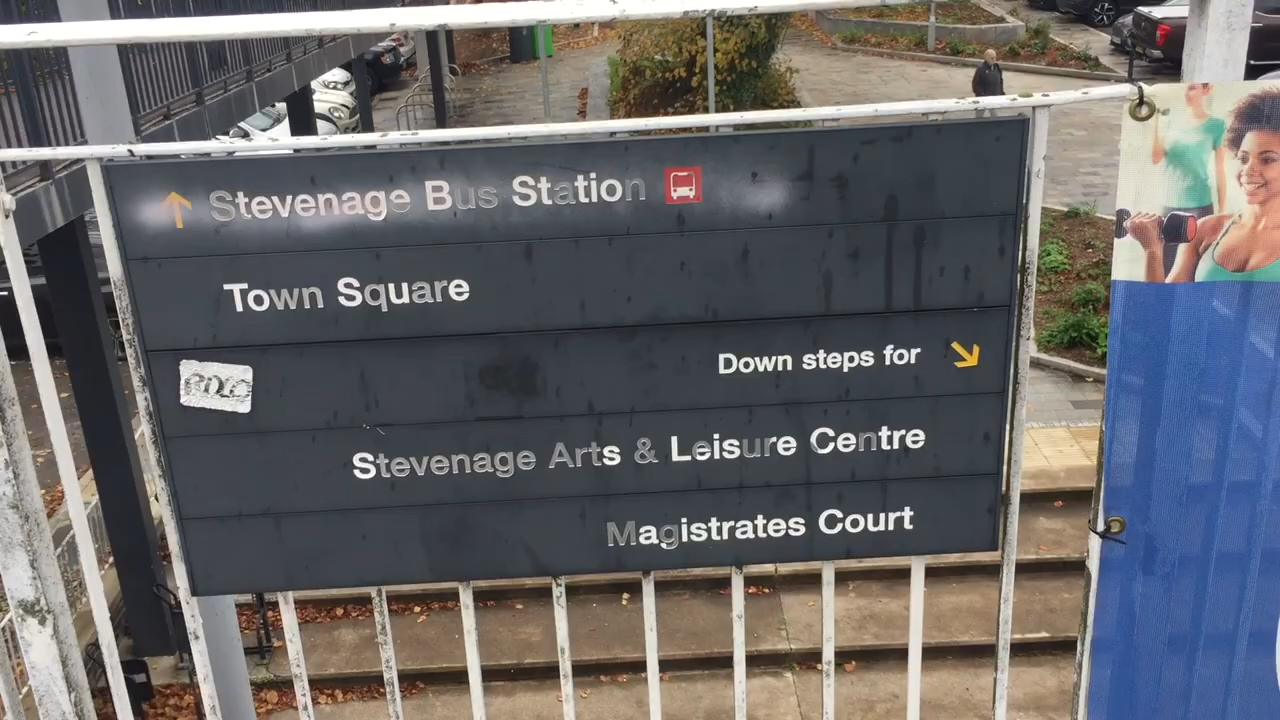 Stevenage Bus Station
Town Square
Down steps for
Stevenage Arts & Leisure Centre
Magistrates Court